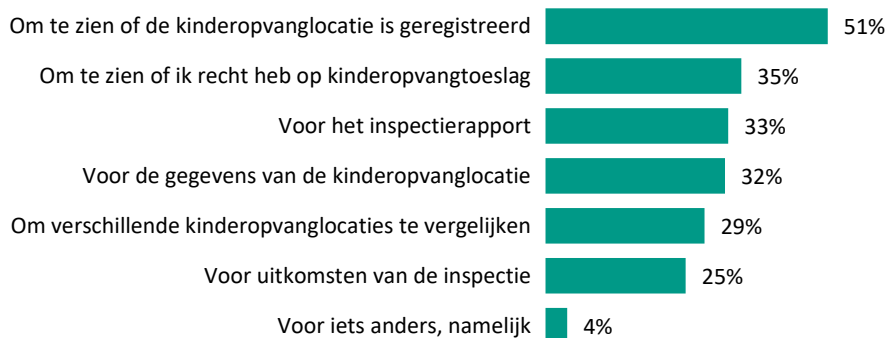 Om te zien of de kinderopvanglocatie is geregistreerd 51%
Om te zien of ik recht heb op kinderopvangtoeslag 35%
Voor het inspectierapport 33%
Voor de gegevens van de kinderopvanglocatie 32%
Om verschillende kinderopvanglocaties te vergelijken 29%
Voor uitkomsten van de inspectie 25%
Voor iets anders, namelijk 4%